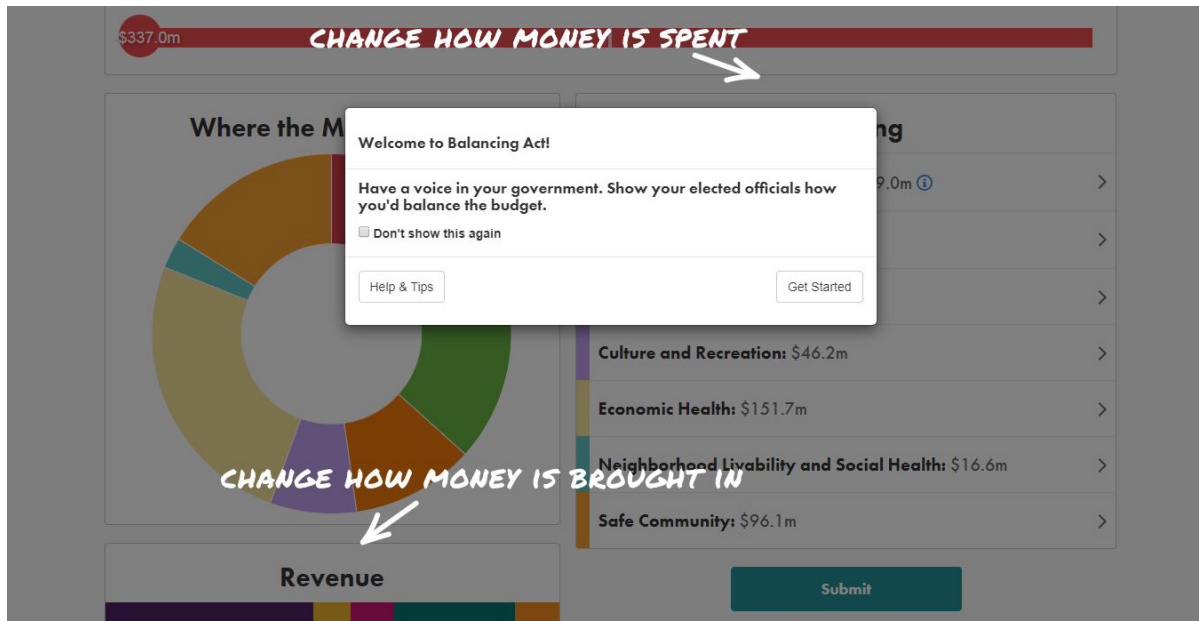 $337.0m
CHANGE HOW MONEY IS SPENT
Where the M
ng
Welcome to Balancing Act!
Have a voice in your government. Show your elected officials how
you'd balance the budget.
Don't show this again
Help & Tips
Get Started
9.0m
Culture and Recreation: $46.2m
Economic Health: $151.7m
Neighborhood Livability and Social Health: $16.6m
CHANGE HOW MONEY IS BROUGHT IN
Safe Community: $96.1m
Revenue
Submit